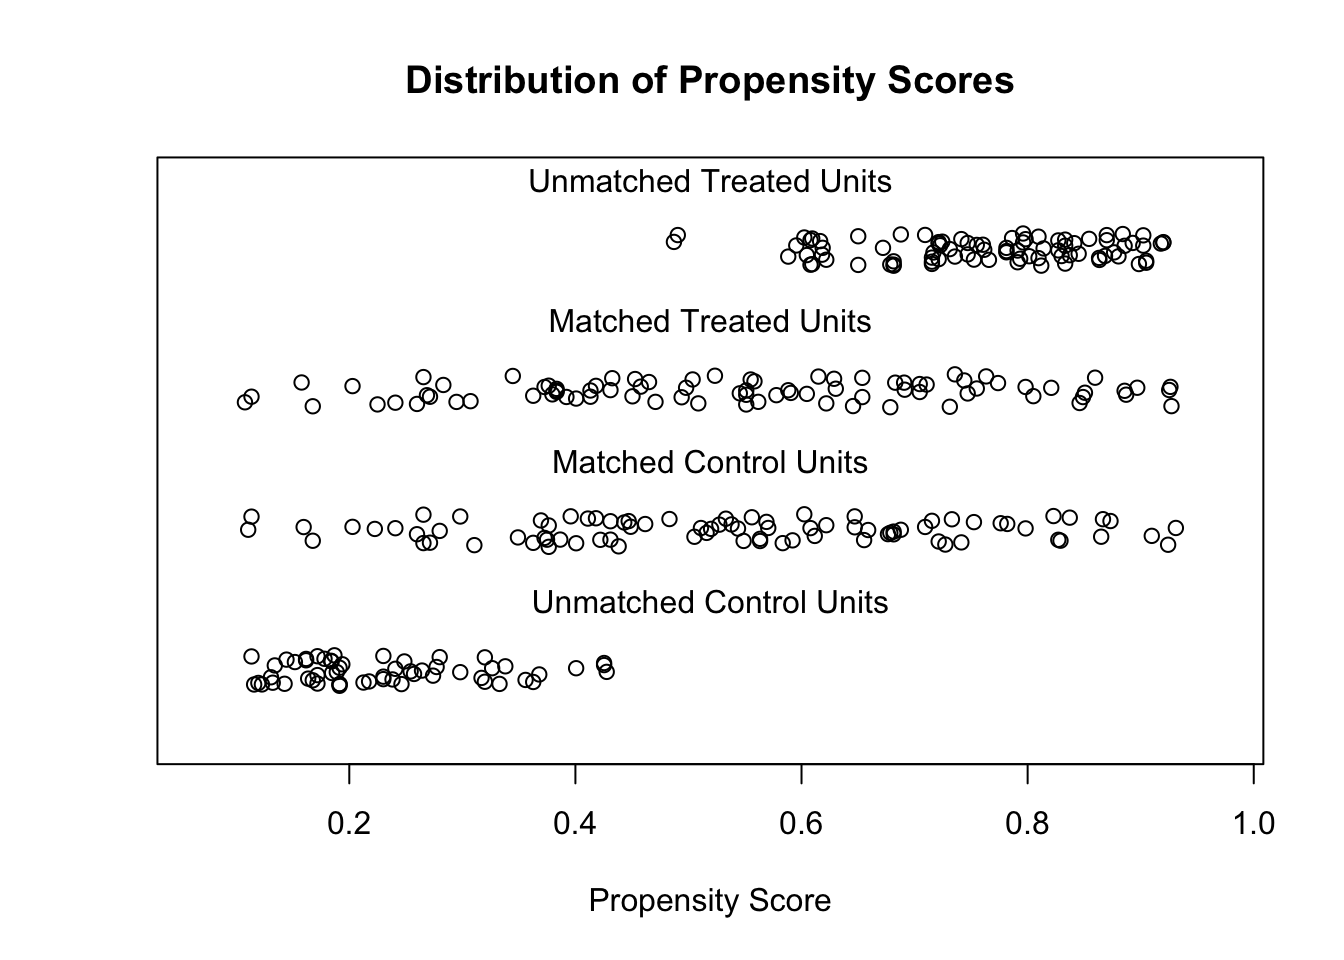 Distribution of Propensity Scores
Unmatched Treated Units
Matched Treated Units
Matched Control Units
Unmatched Control Units
0.2 0.4 0.6 0.8 1.0
Propensity Score